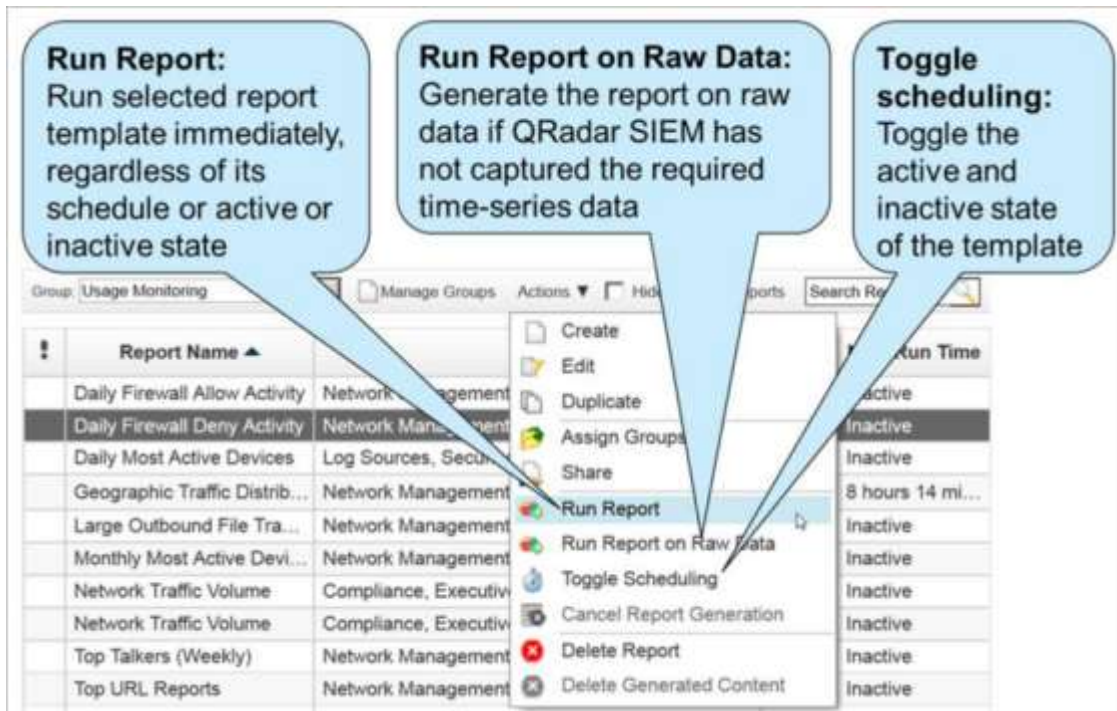 Run Report:
Run selected report
template immediately,
regardless of its
schedule or active or
inactive state
Run Report on Raw Data:
Generate the report on raw
data if QRadar SIEM has
not captured the required
time-series data
Toggle
scheduling:
Toggle the
active and
inactive state
of the template
Group: Usage Monitoring Manage Groups Actions ▼ Search Re
! Report Name ▲ Run Time
Daily Firewall Allow Activity Network
Daily Firewall Deny Activity Network Inactive
Daily Most Active Devices Log Sources, Inactive
Geographic Traffic Distrib... Network Management 8 hours 14 mi...
Large Outbound File Tra... Network Management Inactive
Monthly Most Active Devi... Network Management Inactive
Network Traffic Volume Compliance, Inactive
Network Traffic Volume Compliance, Inactive
Top Talkers (Weekly) Network Management Inactive
Top URL Reports Network Management Inactive
Create
Edit
Duplicate
Assign Groups
Share
Run Report
Run Report on Raw Data
Toggle Scheduling
Cancel Report Generation
Delete Report
Delete Generated Content